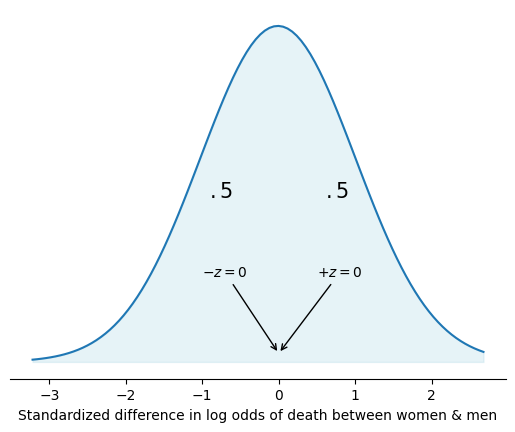 .5 .5
−z = 0 +z = 0
−3 −2 −1 0 1 2
Standardized difference in log odds of death between women & men